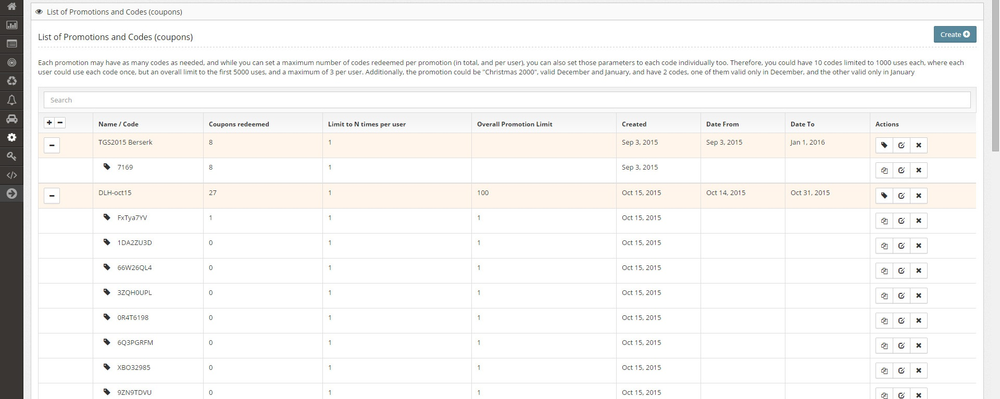 List of Promotions and Codes (coupons)
List of Promotions and Codes (coupons)
Create
Each promotion may have as many codes as needed, and while you can set a maximum number of codes redeemed per promotion (in total, and per user), you can also set those parameters to each code individually too. Therefore, you could have 10 codes limited to 1000 uses each, where each
user could use each code once, but an overall limit to the first 5000 uses, and a maximum of 3 per user. Additionally, the promotion could be "Christmas 2000", valid December and January, and have 2 codes, one of them valid only in December, and the other valid only in January
Search
Name / Code Coupons redeemed Limit to N times per user Overall Promotion Limit Created Date From Date To Actions
TGS2015 Berserk 8 1 Sep 3, 2015 Sep 3, 2015 Jan 1, 2016
7169 8 1 Sep 3, 2015
DLH-oct15 27 1 100 Oct 15, 2015 Oct 14, 2015 Oct 31, 2015
FxTya7YV 1 1 1 Oct 15, 2015
1DA2ZU3D 0 1 1 Oct 15, 2015
66W26QL4 0 1 1 Oct 15, 2015
3ZQH0UPL 0 1 1 Oct 15, 2015
0R4T6198 0 1 1 Oct 15, 2015
6Q3PGRFM 0 1 1 Oct 15, 2015
XBO32985 0 1 1 Oct 15, 2015
9ZN9TDVU 0 1 1 Oct 15, 2015